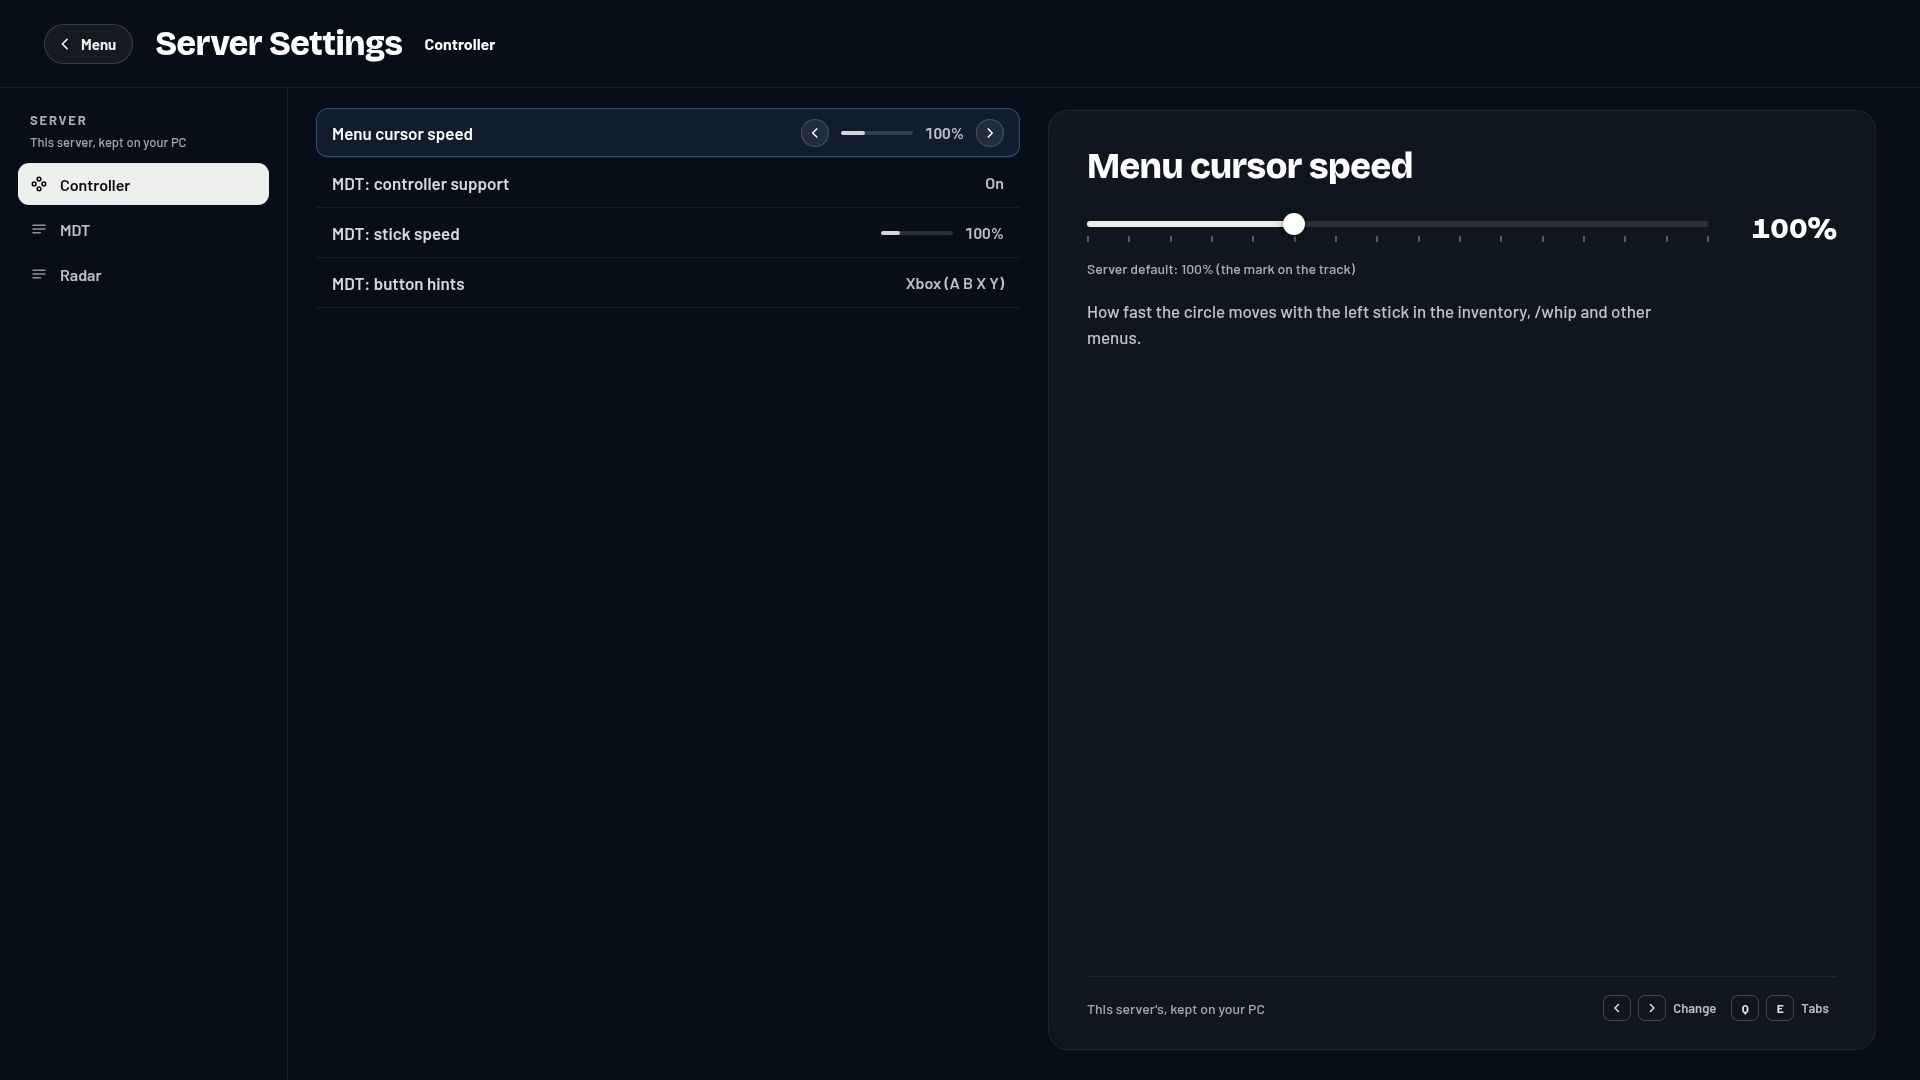 Menu
Server Settings
Controller
SERVER
This server, kept on your PC
Controller
MDT
Radar
Menu cursor speed
100%
MDT: controller support
On
MDT: stick speed
100%
MDT: button hints
Xbox (A B X Y)
Menu cursor speed
100%
Server default: 100% (the mark on the track)
How fast the circle moves with the left stick in the inventory, /whip and other
menus.
This server's, kept on your PC
Change
Q
E
Tabs